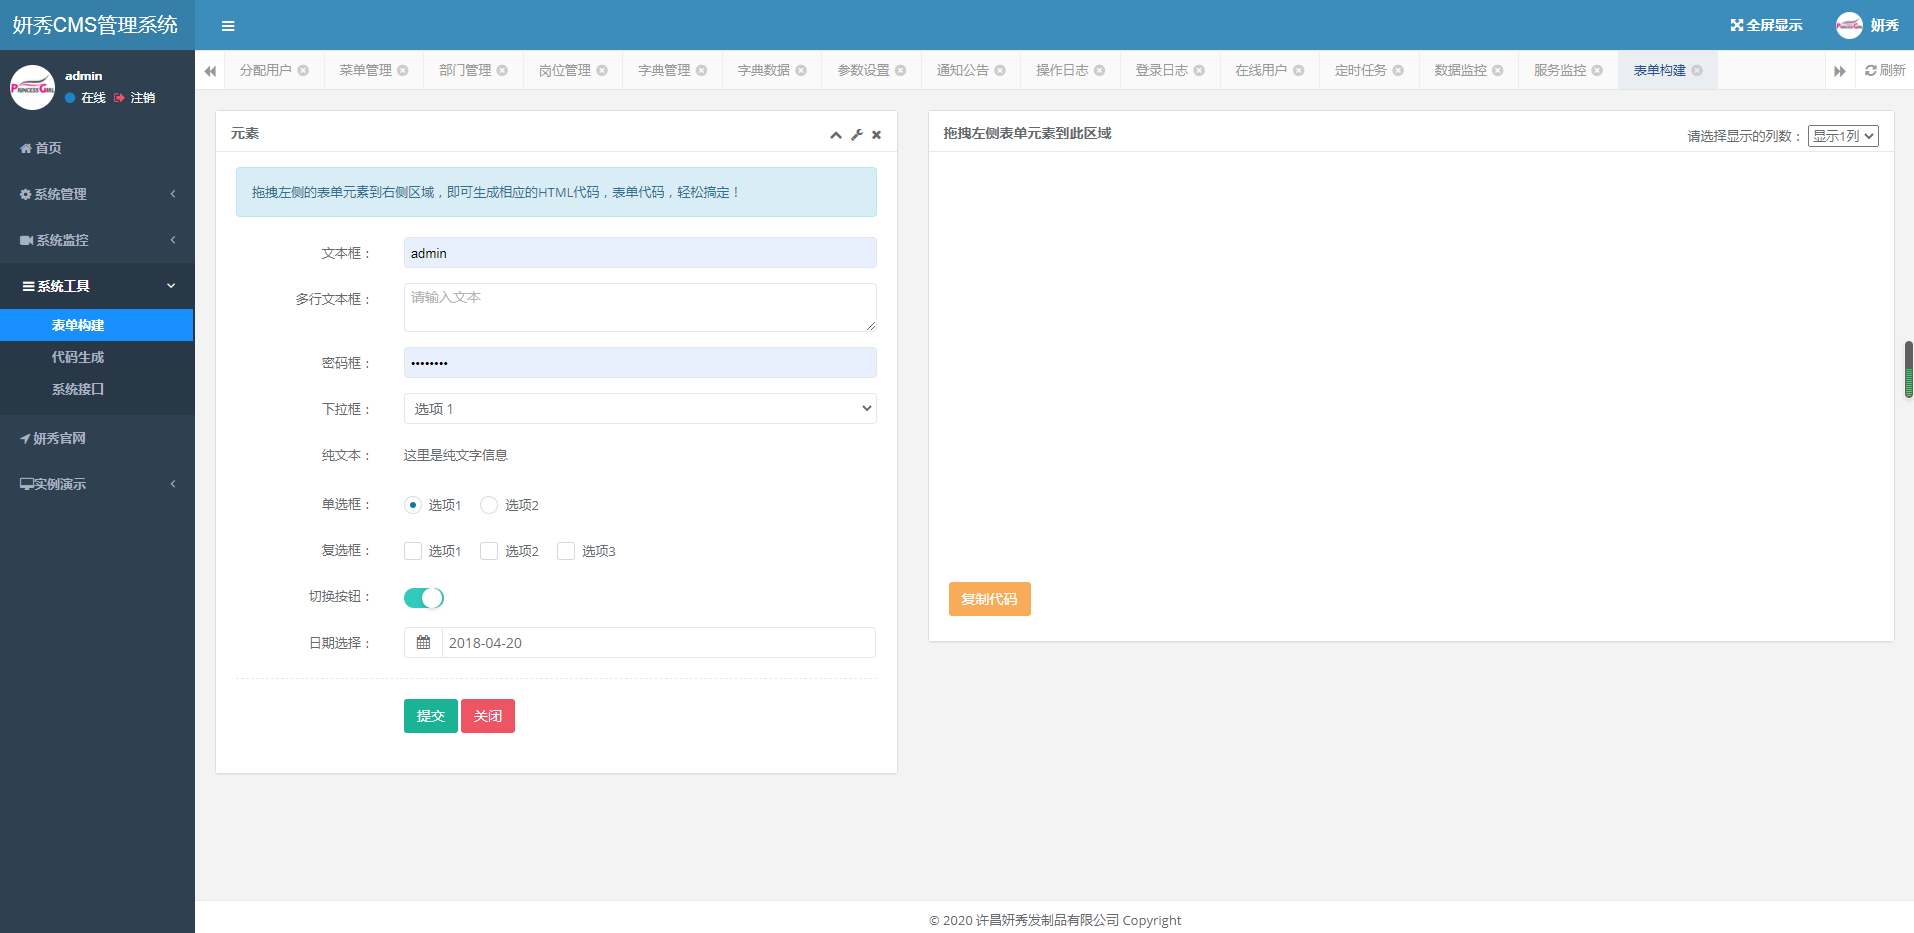 妍秀CMS管理系统
全屏显示
妍秀
PRINCESS GIRL
admin
在线 注销
首页
系统管理
系统监控
系统工具
表单构建
代码生成
系统接口
妍秀官网
实例演示
分配用户 菜单管理 部门管理 岗位管理 字典管理 字典数据 参数设置 通知公告 操作日志 登录日志 在线用户 定时任务 数据监控 服务监控 表单构建 刷新
元素
拖拽左侧的表单元素到右侧区域，即可生成相应的HTML代码，表单代码，轻松搞定！
文本框： admin
多行文本框： 请输入文本
密码框： ••••••••
下拉框： 选项 1
纯文本： 这里是纯文字信息
单选框： 选项1 选项2
复选框： 选项1 选项2 选项3
切换按钮：
日期选择： 2018-04-20
提交 关闭
拖拽左侧表单元素到此区域
请选择显示的列数： 显示1列
复制代码
© 2020 许昌妍秀发制品有限公司 Copyright